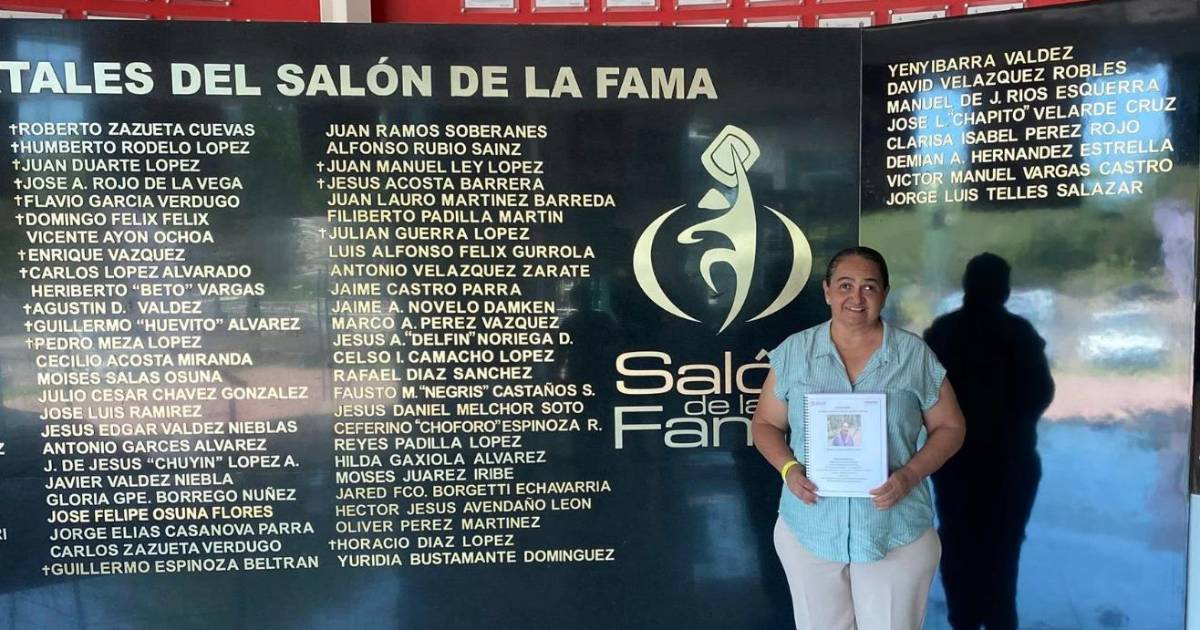 TALES DEL SALÓN DE LA FAMA
†ROBERTO ZAZUETA CUEVAS
†HUMBERTO RODELO LOPEZ
†JUAN DUARTE LOPEZ
†JOSE A. ROJO DE LA VEGA
†FLAVIO GARCIA VERDUGO
†DOMINGO FELIX FELIX
VICENTE AYON OCHOA
†ENRIQUE VAZQUEZ
†CARLOS LOPEZ ALVARADO
HERIBERTO "BETO" VARGAS
†AGUSTIN D. VALDEZ
†GUILLERMO "HUEVITO" ALVAREZ
†PEDRO MEZA LOPEZ
CECILIO ACOSTA MIRANDA
MOISES SALAS OSUNA
JULIO CESAR CHAVEZ GONZALEZ
JOSE LUIS RAMIREZ
JESUS EDGAR VALDEZ NIEBLAS
ANTONIO GARCES ALVAREZ
J. DE JESUS "CHUYIN" LOPEZ A.
JAVIER VALDEZ NIEBLA
GLORIA GPE. BORREGO NUÑEZ
JOSE FELIPE OSUNA FLORES
JORGE ELIAS CASANOVA PARRA
CARLOS ZAZUETA VERDUGO
†GUILLERMO ESPINOZA BELTRAN
JUAN RAMOS SOBERANES
ALFONSO RUBIO SAINZ
†JUAN MANUEL LEY LOPEZ
†JESUS ACOSTA BARRERA
JUAN LAURO MARTINEZ BARREDA
FILIBERTO PADILLA MARTIN
†JULIAN GUERRA LOPEZ
LUIS ALFONSO FELIX GURROLA
ANTONIO VELAZQUEZ ZARATE
JAIME CASTRO PARRA
JAIME A. NOVELO DAMKEN
MARCO A. PEREZ VAZQUEZ
JESUS A. "DELFIN" NORIEGA D.
CELSO I. CAMACHO LOPEZ
RAFAEL DIAZ SANCHEZ
FAUSTO M. "NEGRIS" CASTAÑOS S.
JESUS DANIEL MELCHOR SOTO
CEFERINO "CHOFORO" ESPINOZA R.
REYES PADILLA LOPEZ
HILDA GAXIOLA ALVAREZ
MOISES JUAREZ IRIBE
JARED FCO. BORGETTI ECHAVARRIA
HECTOR JESUS AVENDAÑO LEON
OLIVER PEREZ MARTINEZ
†HORACIO DIAZ LOPEZ
YURIDIA BUSTAMANTE DOMINGUEZ
Saló
de la
Fam
YENY IBARRA VALDEZ
DAVID VELAZQUEZ ROBLES
MANUEL DE J. RIOS ESQUERRA
JOSE L. "CHAPITO" VELARDE CRUZ
CLARISA ISABEL PEREZ ROJO
DEMIAN A. HERNANDEZ ESTRELLA
VICTOR MANUEL VARGAS CASTRO
JORGE LUIS TELLES SALAZAR